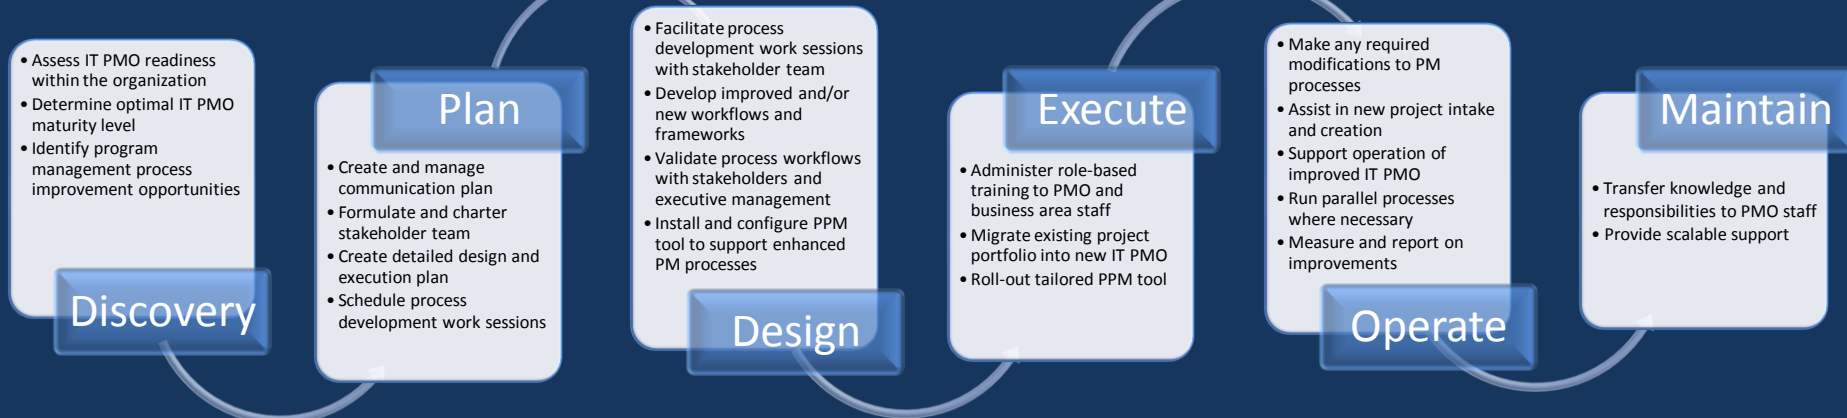 • Assess IT PMO readiness
within the organization
• Determine optimal IT PMO
maturity level
• Identify program
management process
improvement opportunities
Discovery
Plan
• Create and manage
communication plan
• Formulate and charter
stakeholder team
• Create detailed design and
execution plan
• Schedule process
development work sessions
• Facilitate process
development work sessions
with stakeholder team
• Develop improved and/or
new workflows and
frameworks
• Validate process workflows
with stakeholders and
executive management
• Install and configure PPM
tool to support enhanced
PM processes
Design
Execute
• Administer role-based
training to PMO and
business area staff
• Migrate existing project
portfolio into new IT PMO
• Roll-out tailored PPM tool
• Make any required
modifications to PM
processes
• Assist in new project intake
and creation
• Support operation of
improved IT PMO
• Run parallel processes
where necessary
• Measure and report on
improvements
Operate
Maintain
• Transfer knowledge and
responsibilities to PMO staff
• Provide scalable support